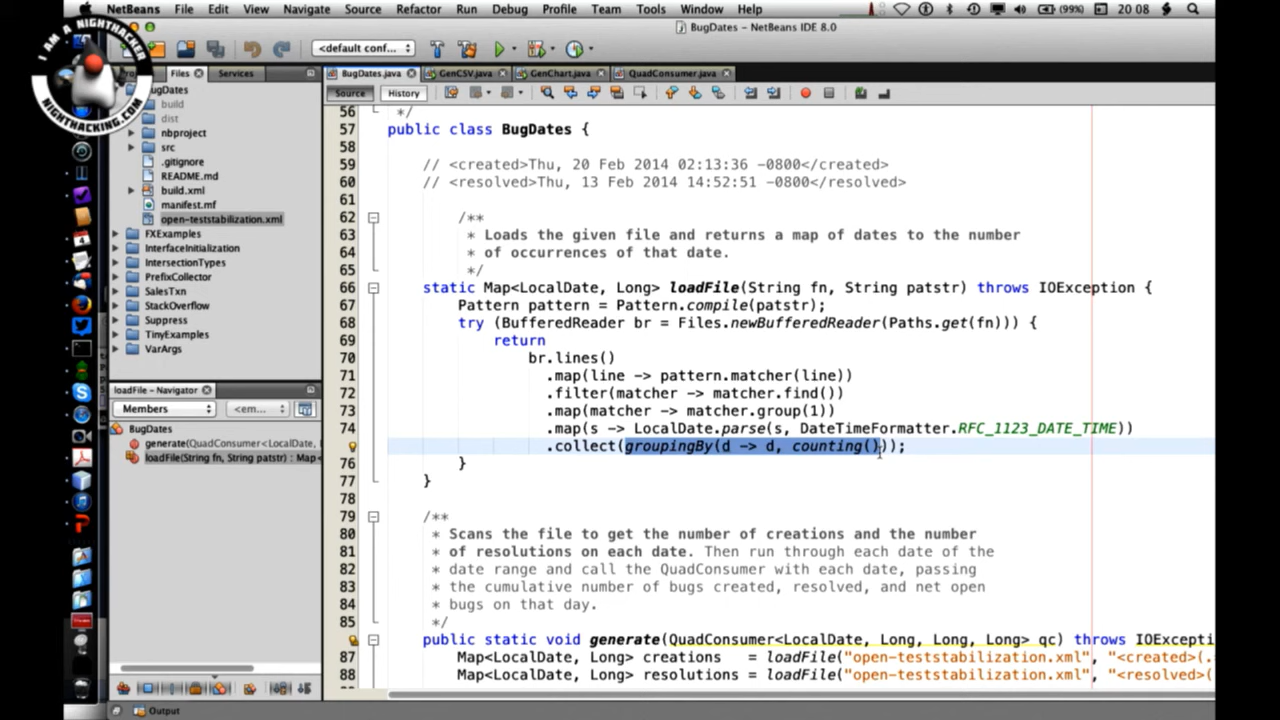 NetBeans File Edit View Navigate Source Refactor Run Debug Profile Team Tools Window Help (99%) 20 08
BugDates - NetBeans IDE 8.0
I AM A NIGHTHACKER
NIGHTHACKING.COM
<default conf...
Files Services
BugDates.java GenCSV.java GenChart.java QuadConsumer.java
Source History
BugDates
build
dist
nbproject
src
.gitignore
README.md
build.xml
manifest.mf
open-teststabilization.xml
FXExamples
InterfaceInitialization
IntersectionTypes
PrefixCollector
SalesTxn
StackOverflow
Suppress
TinyExamples
VarArgs
loadFile - Navigator
Members <em...
BugDates
generate(QuadConsumer<LocalDate,
loadFile(String fn, String patstr) : Map<
56 */
57 public class BugDates {
58
59 // <created>Thu, 20 Feb 2014 02:13:36 -0800</created>
60 // <resolved>Thu, 13 Feb 2014 14:52:51 -0800</resolved>
61
62 /**
63 * Loads the given file and returns a map of dates to the number
64 * of occurrences of that date.
65 */
66 static Map<LocalDate, Long> loadFile(String fn, String patstr) throws IOException {
67 Pattern pattern = Pattern.compile(patstr);
68 try (BufferedReader br = Files.newBufferedReader(Paths.get(fn))) {
69 return
70 br.lines()
71 .map(line -> pattern.matcher(line))
72 .filter(matcher -> matcher.find())
73 .map(matcher -> matcher.group(1))
74 .map(s -> LocalDate.parse(s, DateTimeFormatter.RFC_1123_DATE_TIME))
.collect(groupingBy(d -> d, counting()));
76 }
77 }
78
79 /**
80 * Scans the file to get the number of creations and the number
81 * of resolutions on each date. Then run through each date of the
82 * date range and call the QuadConsumer with each date, passing
83 * the cumulative number of bugs created, resolved, and net open
84 * bugs on that day.
85 */
public static void generate(QuadConsumer<LocalDate, Long, Long, Long> qc) throws IOExcepti
87 Map<LocalDate, Long> creations = loadFile("open-teststabilization.xml", "<created>(.
88 Map<LocalDate, Long> resolutions = loadFile("open-teststabilization.xml", "<resolved>(
Output